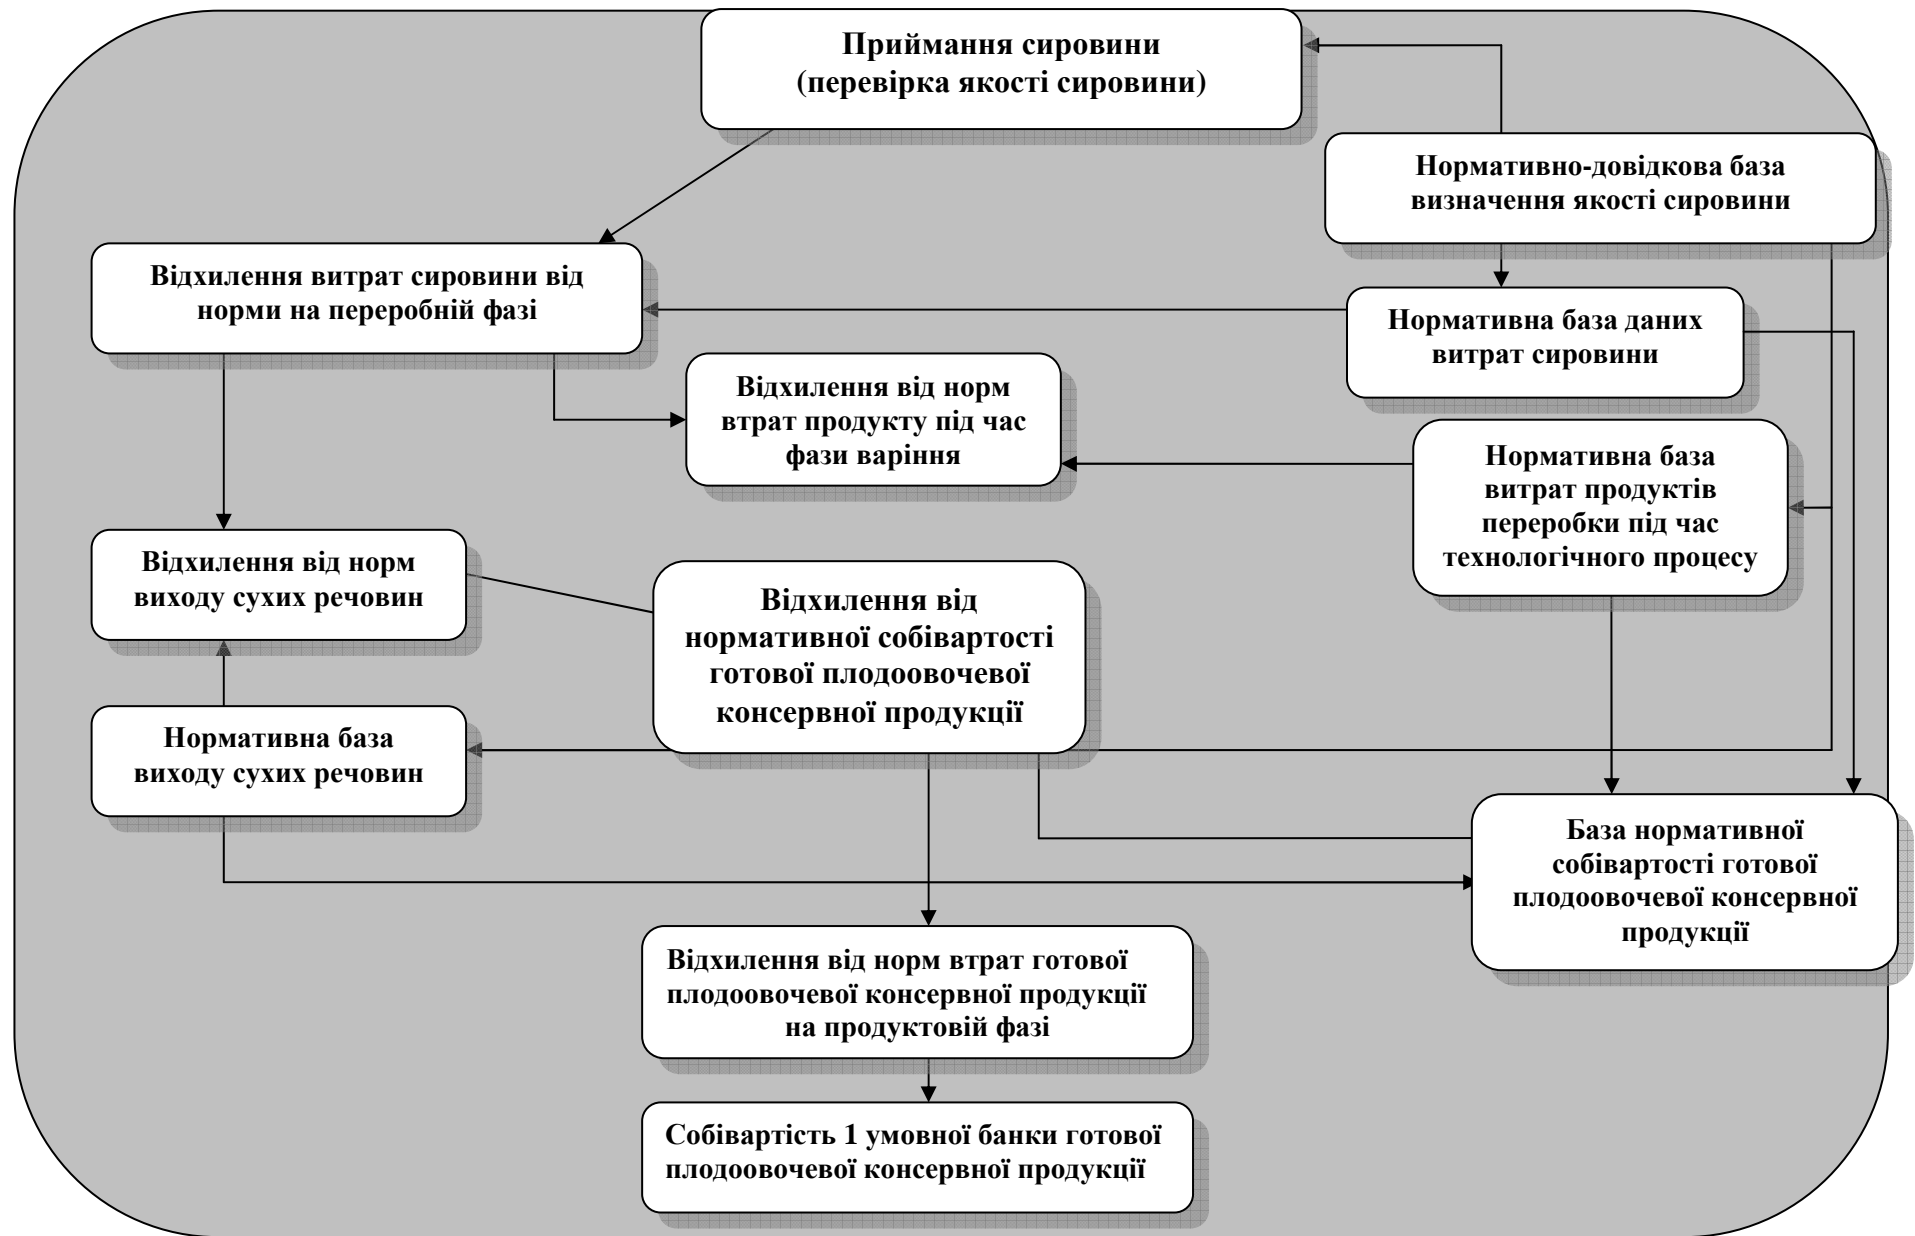 Приймання сировини
(перевірка якості сировини)
Нормативно-довідкова база
визначення якості сировини
Відхилення витрат сировини від
норми на переробній фазі
Нормативна база даних
витрат сировини
Відхилення від норм
втрат продукту під час
фази варіння
Нормативна база
витрат продуктів
переробки під час
технологічного процесу
Відхилення від норм
виходу сухих речовин
Відхилення від
нормативної собівартості
готової плодоовочевої
консервної продукції
Нормативна база
виходу сухих речовин
База нормативної
собівартості готової
плодоовочевої консервної
продукції
Відхилення від норм втрат готової
плодоовочевої консервної продукції
на продуктовій фазі
Собівартість 1 умовної банки готової
плодоовочевої консервної продукції